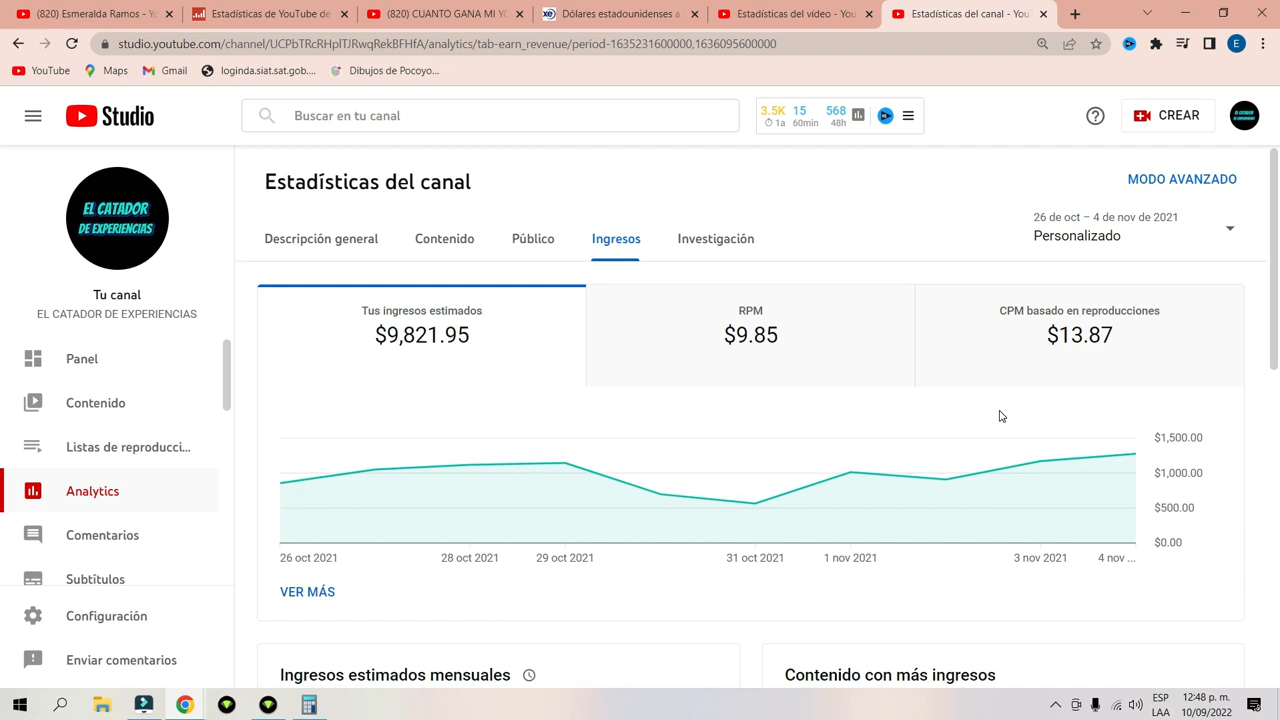 (820) Esmeralda Ramos - Yo
Estadísticas de YouTube de
(820) CUANTO GANA MI YO
Dólares estadounidenses a
Estadísticas del vídeo - You
Estadísticas del canal - You
studio.youtube.com/channel/UCPbTRcRHpITJRwqRekBFHfA/analytics/tab-earn_revenue/period-1635231600000,1636095600000
E
YouTube
Maps
Gmail
loginda.siat.sat.gob....
Dibujos de Pocoyo...
Studio
Buscar en tu canal
3.5K 15 568
1a 60min 48h
CREAR
EL CATADOR
DE EXPERIENCIAS
Tu canal
EL CATADOR DE EXPERIENCIAS
Panel
Contenido
Listas de reproducci...
Analytics
Comentarios
Subtítulos
Configuración
Enviar comentarios
Estadísticas del canal
MODO AVANZADO
Descripción general
Contenido
Público
Ingresos
Investigación
26 de oct – 4 de nov de 2021
Personalizado
Tus ingresos estimados
$9,821.95
RPM
$9.85
CPM basado en reproducciones
$13.87
$1,500.00
$1,000.00
$500.00
$0.00
26 oct 2021
28 oct 2021
29 oct 2021
31 oct 2021
1 nov 2021
3 nov 2021
4 nov ...
VER MÁS
Ingresos estimados mensuales
Contenido con más ingresos
ESP
LAA
12:48 p. m.
10/09/2022